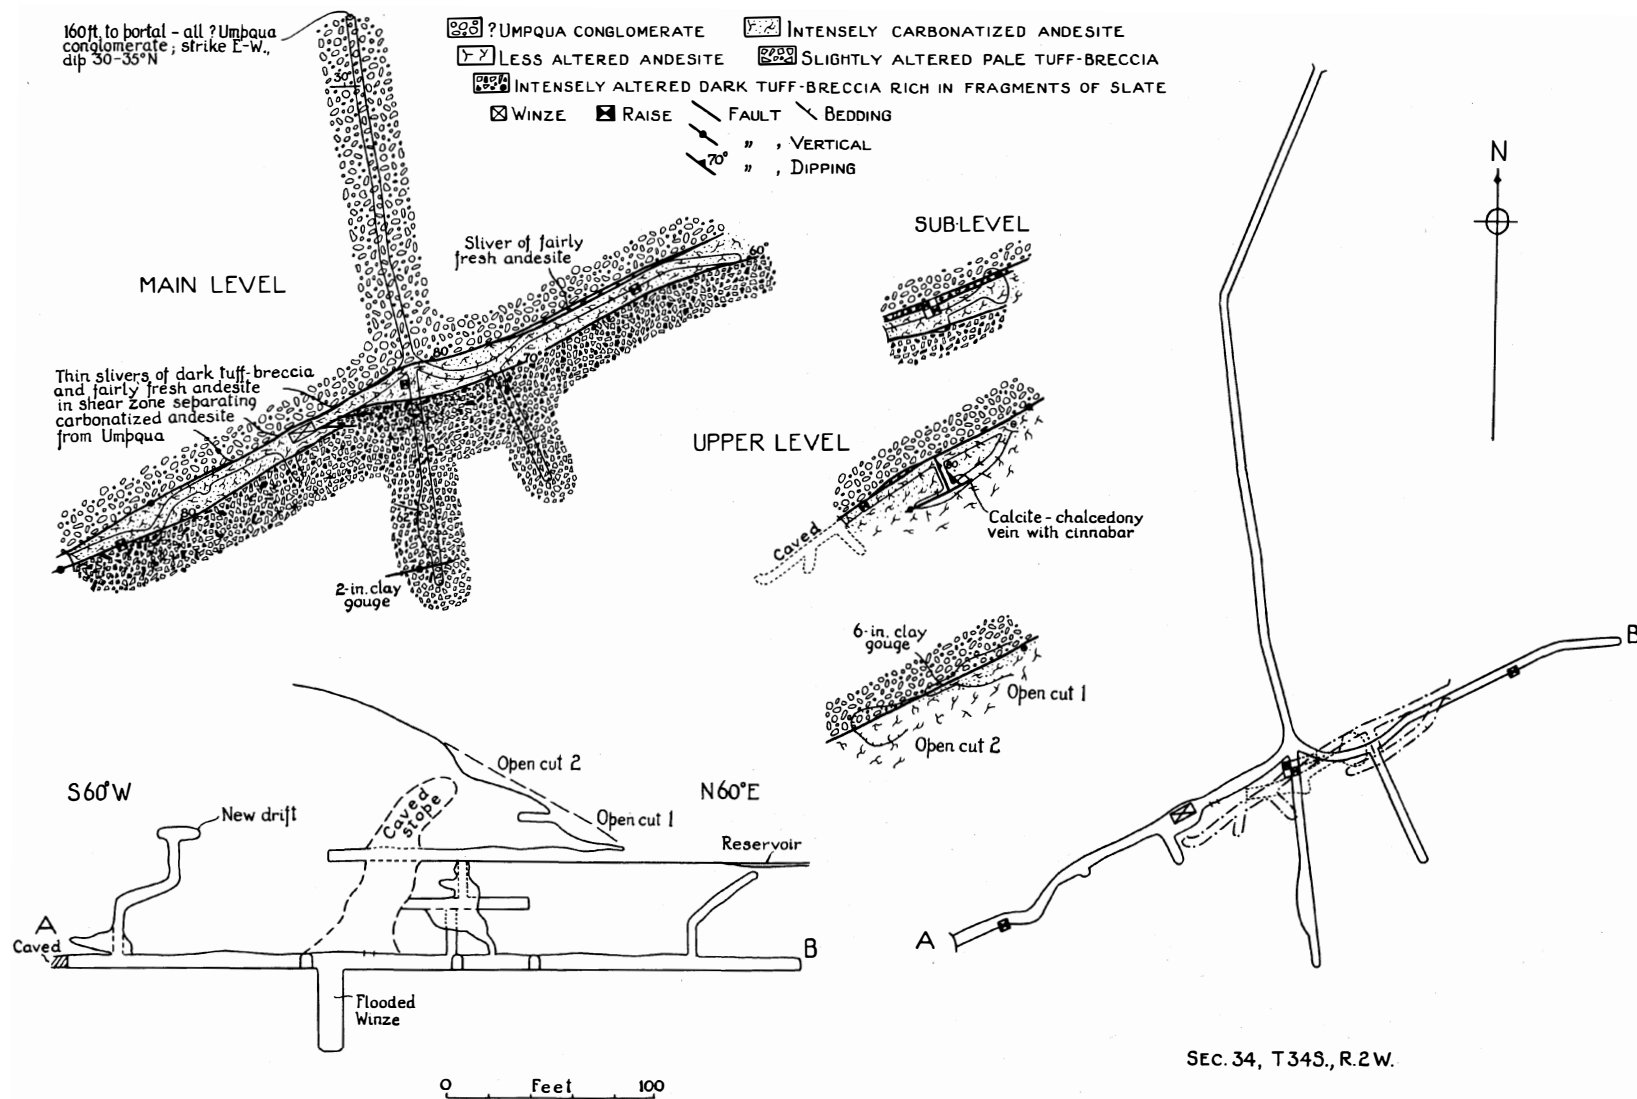 160ft. to portal - all ? Umpqua
conglomerate; strike E-W.,
dip 30-35°N
? UMPQUA CONGLOMERATE
INTENSELY CARBONATIZED ANDESITE
LESS ALTERED ANDESITE
SLIGHTLY ALTERED PALE TUFF-BRECCIA
INTENSELY ALTERED DARK TUFF-BRECCIA RICH IN FRAGMENTS OF SLATE
WINZE
RAISE
FAULT
BEDDING
" , VERTICAL
70° " , DIPPING
30°
N
MAIN LEVEL
Sliver of fairly
fresh andesite
60°
SUB-LEVEL
80°
70
Thin slivers of dark tuff-breccia
and fairly fresh andesite
in shear zone separating
carbonatized andesite
from Umpqua
80
2-in. clay
gouge
UPPER LEVEL
80
Caved
Calcite-chalcedony
vein with cinnabar
6-in. clay
gouge
Open cut 1
Open cut 2
S60°W
N60°E
Open cut 2
Open cut 1
Caved
stope
New drift
Reservoir
A
Caved
B
Flooded
Winze
A
B
0 Feet 100
SEC. 34, T34S., R.2W.